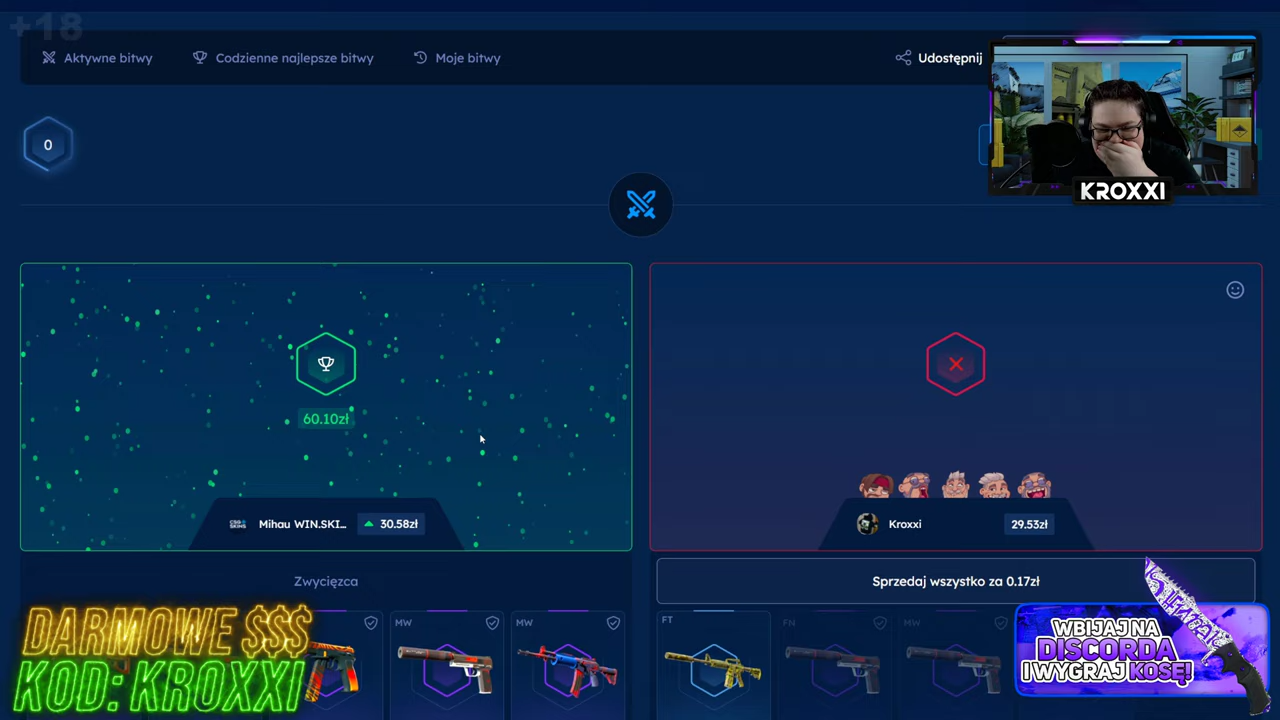 +18
Aktywne bitwy
Codzienne najlepsze bitwy
Moje bitwy
Udostępnij
0
KROXXI
60.10zł
Mihau WIN.SKI...
30.58zł
Kroxxi
29.53zł
Zwycięzca
Sprzedaj wszystko za 0.17zł
MW
MW
FT
FN
MW
DARMOWE $$$
KOD: KROXXI
WBIJAJ NA
DISCORDA
I WYGRAJ KOSĘ!